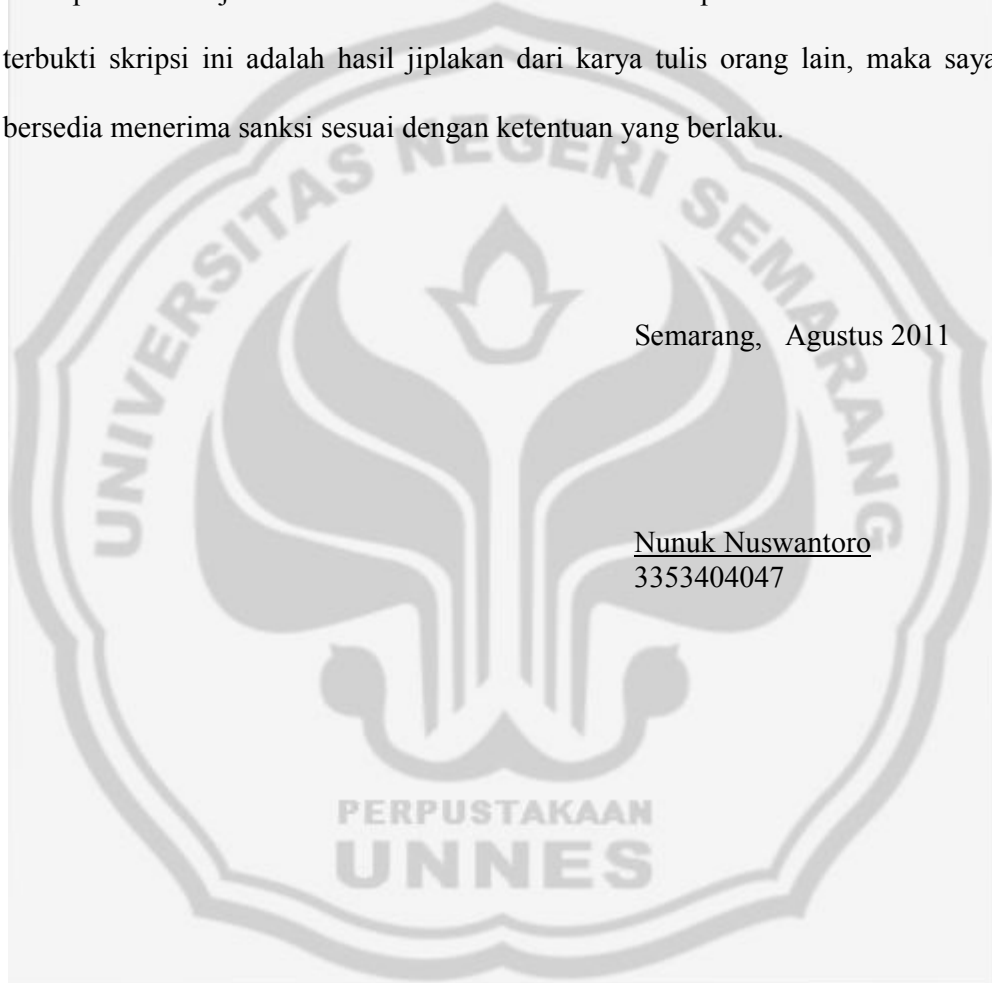 terbukti skripsi ini adalah hasil jiplakan dari karya tulis orang lain, maka saya
bersedia menerima sanksi sesuai dengan ketentuan yang berlaku.
UNIVERSITAS NEGERI SEMARANG
Semarang, Agustus 2011
Nunuk Nuswantoro
3353404047
PERPUSTAKAAN
UNNES